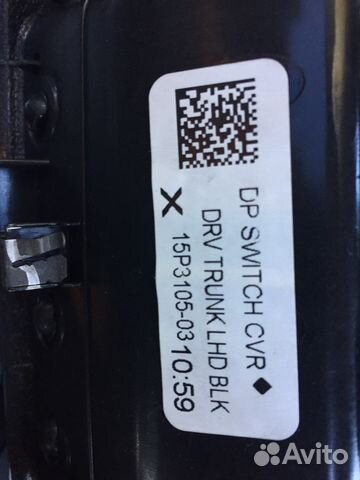 DP SWITCH CVR ◆
DRV TRUNK LHD BLK
X 15P3105-03 10:59
Avito